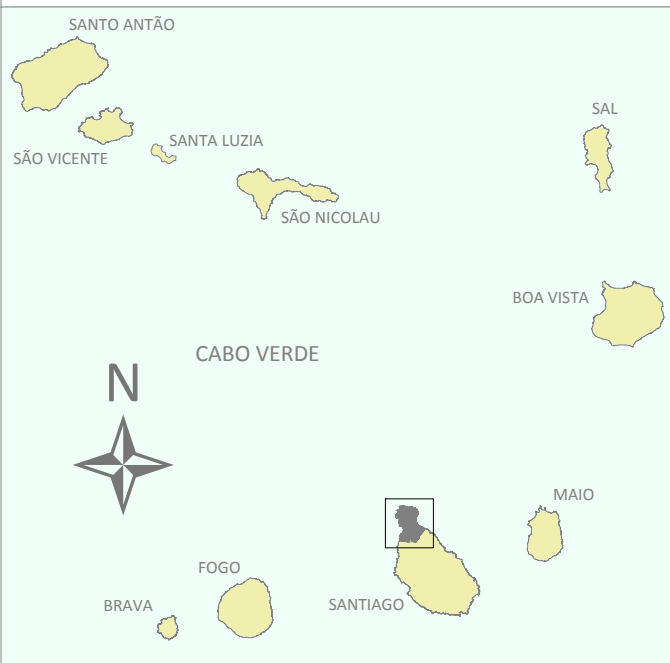 SANTO ANTÃO
SAL
SANTA LUZIA
SÃO VICENTE
SÃO NICOLAU
BOA VISTA
CABO VERDE
N
MAIO
FOGO
BRAVA
SANTIAGO